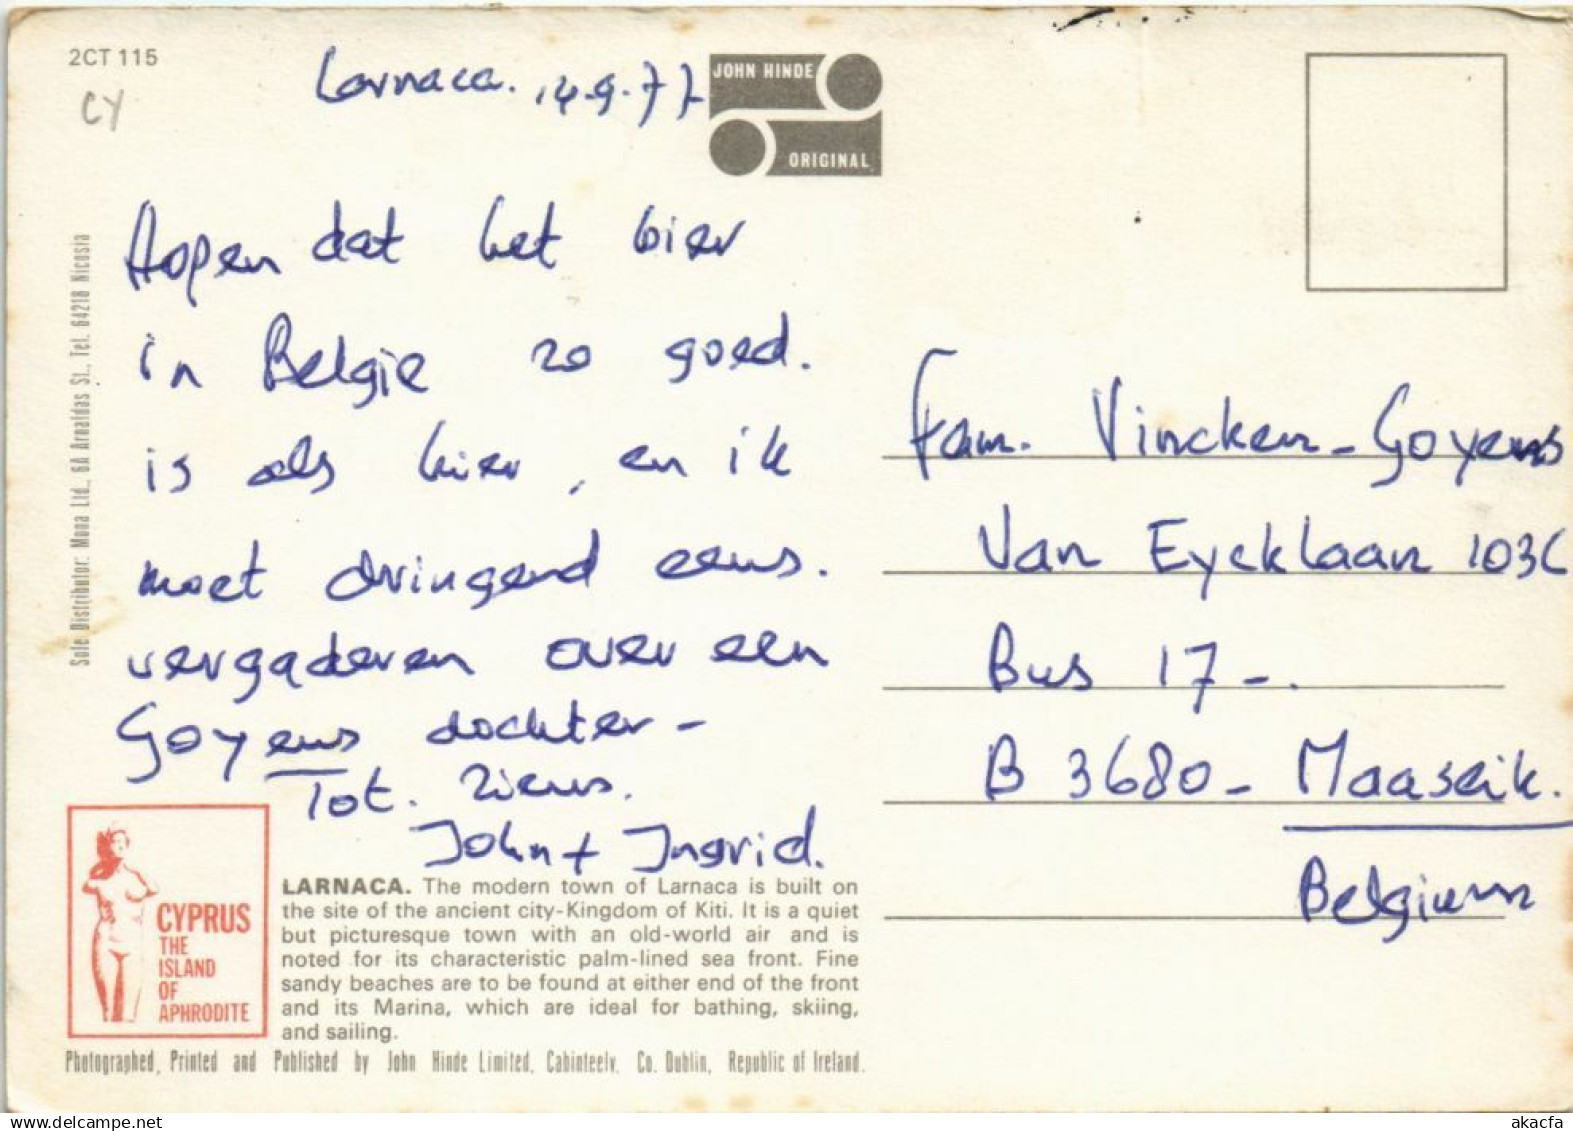 2CT 115
CY
Larnaca. 14.9.77
JOHN HINDE
ORIGINAL
Hopen dat het bier
in Belgie zo goed.
is als hier, en ik
moet dringend eens.
vergaderen over een
Goyens dochter -
Tot ziens.
John + Ingrid.
Fam. Vincken-Goyens
Van Eycklaan 103C
Bus 17-.
B 3680- Maaseik.
Belgium
Sole Distributor: Mona Ltd., 6A Arnaldas St., Tel. 64218 Nicosia
CYPRUS
THE
ISLAND
OF
APHRODITE
LARNACA. The modern town of Larnaca is built on
the site of the ancient city-Kingdom of Kiti. It is a quiet
but picturesque town with an old-world air and is
noted for its characteristic palm-lined sea front. Fine
sandy beaches are to be found at either end of the front
and its Marina, which are ideal for bathing, skiing,
and sailing.
Photographed, Printed and Published by John Hinde Limited, Cabinteely, Co. Dublin, Republic of Ireland.
www.delcampe.net
akacfa